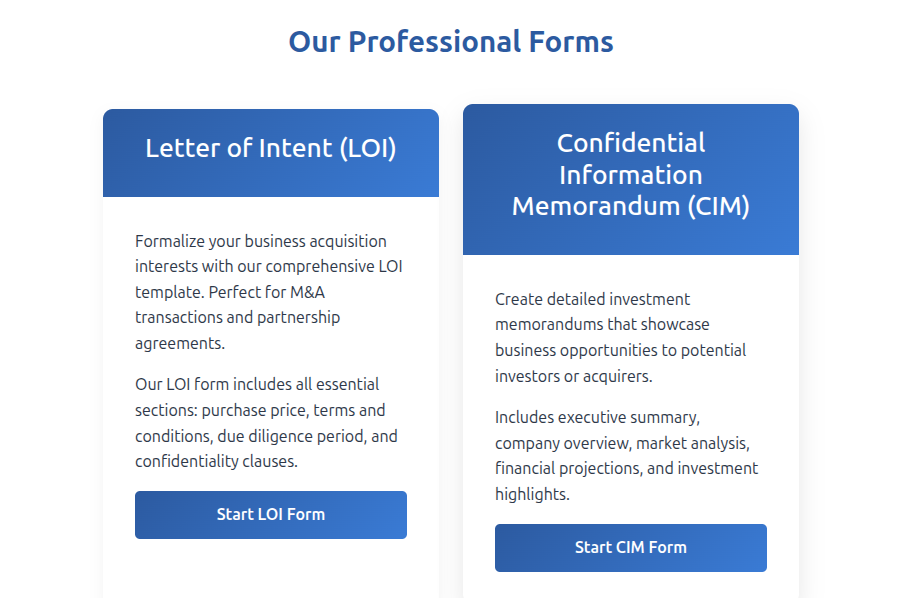 Our Professional Forms
Letter of Intent (LOI)
Formalize your business acquisition
interests with our comprehensive LOI
template. Perfect for M&A
transactions and partnership
agreements.
Our LOI form includes all essential
sections: purchase price, terms and
conditions, due diligence period, and
confidentiality clauses.
Start LOI Form
Confidential
Information
Memorandum (CIM)
Create detailed investment
memorandums that showcase
business opportunities to potential
investors or acquirers.
Includes executive summary,
company overview, market analysis,
financial projections, and investment
highlights.
Start CIM Form